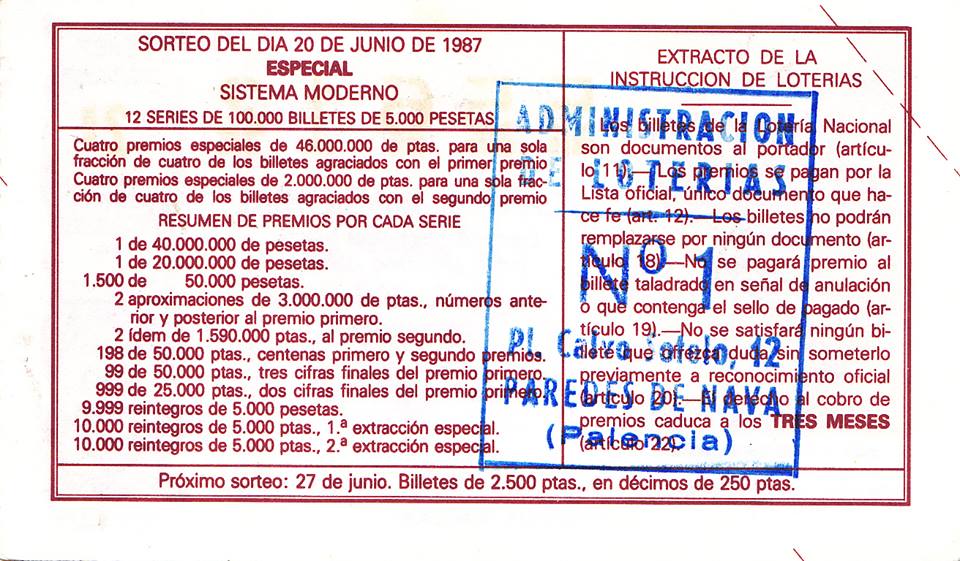 SORTEO DEL DIA 20 DE JUNIO DE 1987
ESPECIAL
SISTEMA MODERNO
12 SERIES DE 100.000 BILLETES DE 5.000 PESETAS
Cuatro premios especiales de 46.000.000 de ptas. para una sola
fracción de cuatro de los billetes agraciados con el primer premio
Cuatro premios especiales de 2.000.000 de ptas. para una sola frac-
ción de cuatro de los billetes agraciados con el segundo premio
RESUMEN DE PREMIOS POR CADA SERIE
1 de 40.000.000 de pesetas.
1 de 20.000.000 de pesetas.
1.500 de 50.000 pesetas.
2 aproximaciones de 3.000.000 de ptas., números ante-
rior y posterior al premio primero.
2 ídem de 1.590.000 ptas., al premio segundo.
198 de 50.000 ptas., centenas primero y segundo premios.
99 de 50.000 ptas., tres cifras finales del premio primero.
999 de 25.000 ptas., dos cifras finales del premio primero.
9.999 reintegros de 5.000 pesetas.
10.000 reintegros de 5.000 ptas., 1.ª extracción especial.
10.000 reintegros de 5.000 ptas., 2.ª extracción especial.
EXTRACTO DE LA
INSTRUCCION DE LOTERIAS
Los billetes de la Lotería Nacional
son documentos al portador (artícu-
lo 11).—Los premios se pagan por la
Lista oficial, único documento que ha-
ce fe (art. 12).—Los billetes no podrán
remplazarse por ningún documento (ar-
tículo 18).—No se pagará premio al
billete taladrado en señal de anulación
o que contenga el sello de pagado (ar-
tículo 19).—No se satisfará ningún bi-
llete que ofrezca duda sin someterlo
previamente a reconocimiento oficial
(artículo 20).—El derecho al cobro de
premios caduca a los TRES MESES
(artículo 22).
ADMINISTRACION
DE LOTERIAS
Nº 1
Pl. Calvo Sotelo, 12
PAREDES DE NAVA
(Palencia)
Próximo sorteo: 27 de junio. Billetes de 2.500 ptas., en décimos de 250 ptas.